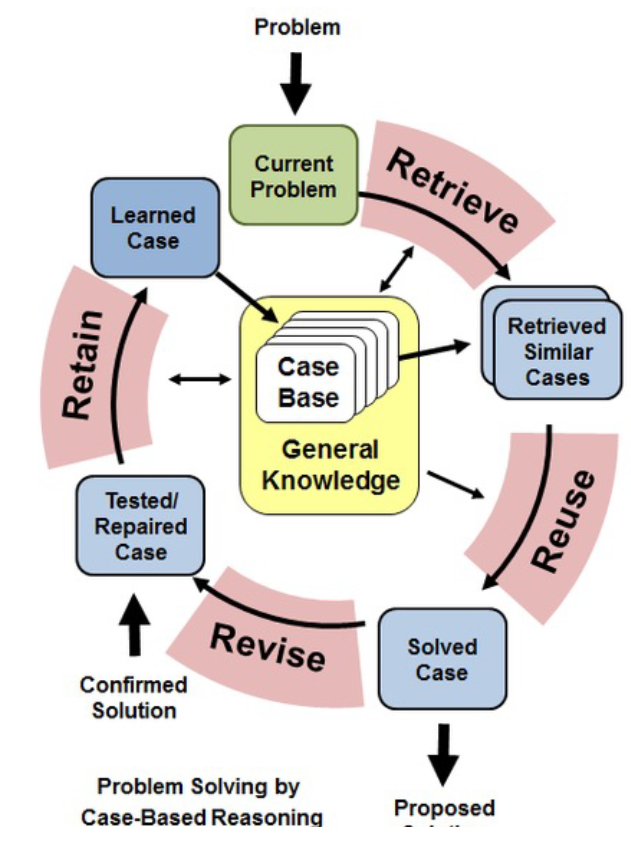 Problem
Current
Problem
Retrieve
Learned
Case
Retrieved
Similar
Cases
Case
Base
General
Knowledge
Retain
Reuse
Tested/
Repaired
Case
Revise
Solved
Case
Confirmed
Solution
Problem Solving by
Case-Based Reasoning
Proposed